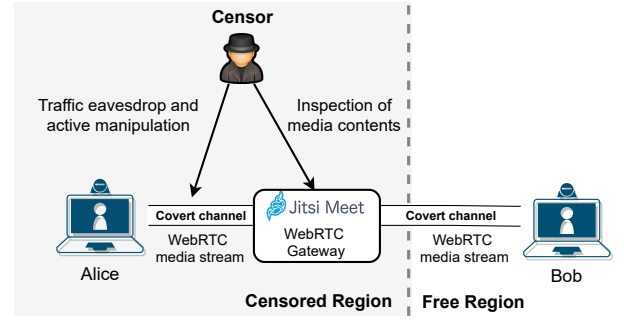 Censor
Traffic eavesdrop and
active manipulation
Inspection of
media contents
Covert channel
WebRTC
media stream
Alice
Jitsi Meet
WebRTC
Gateway
Covert channel
WebRTC
media stream
Bob
Censored Region
Free Region